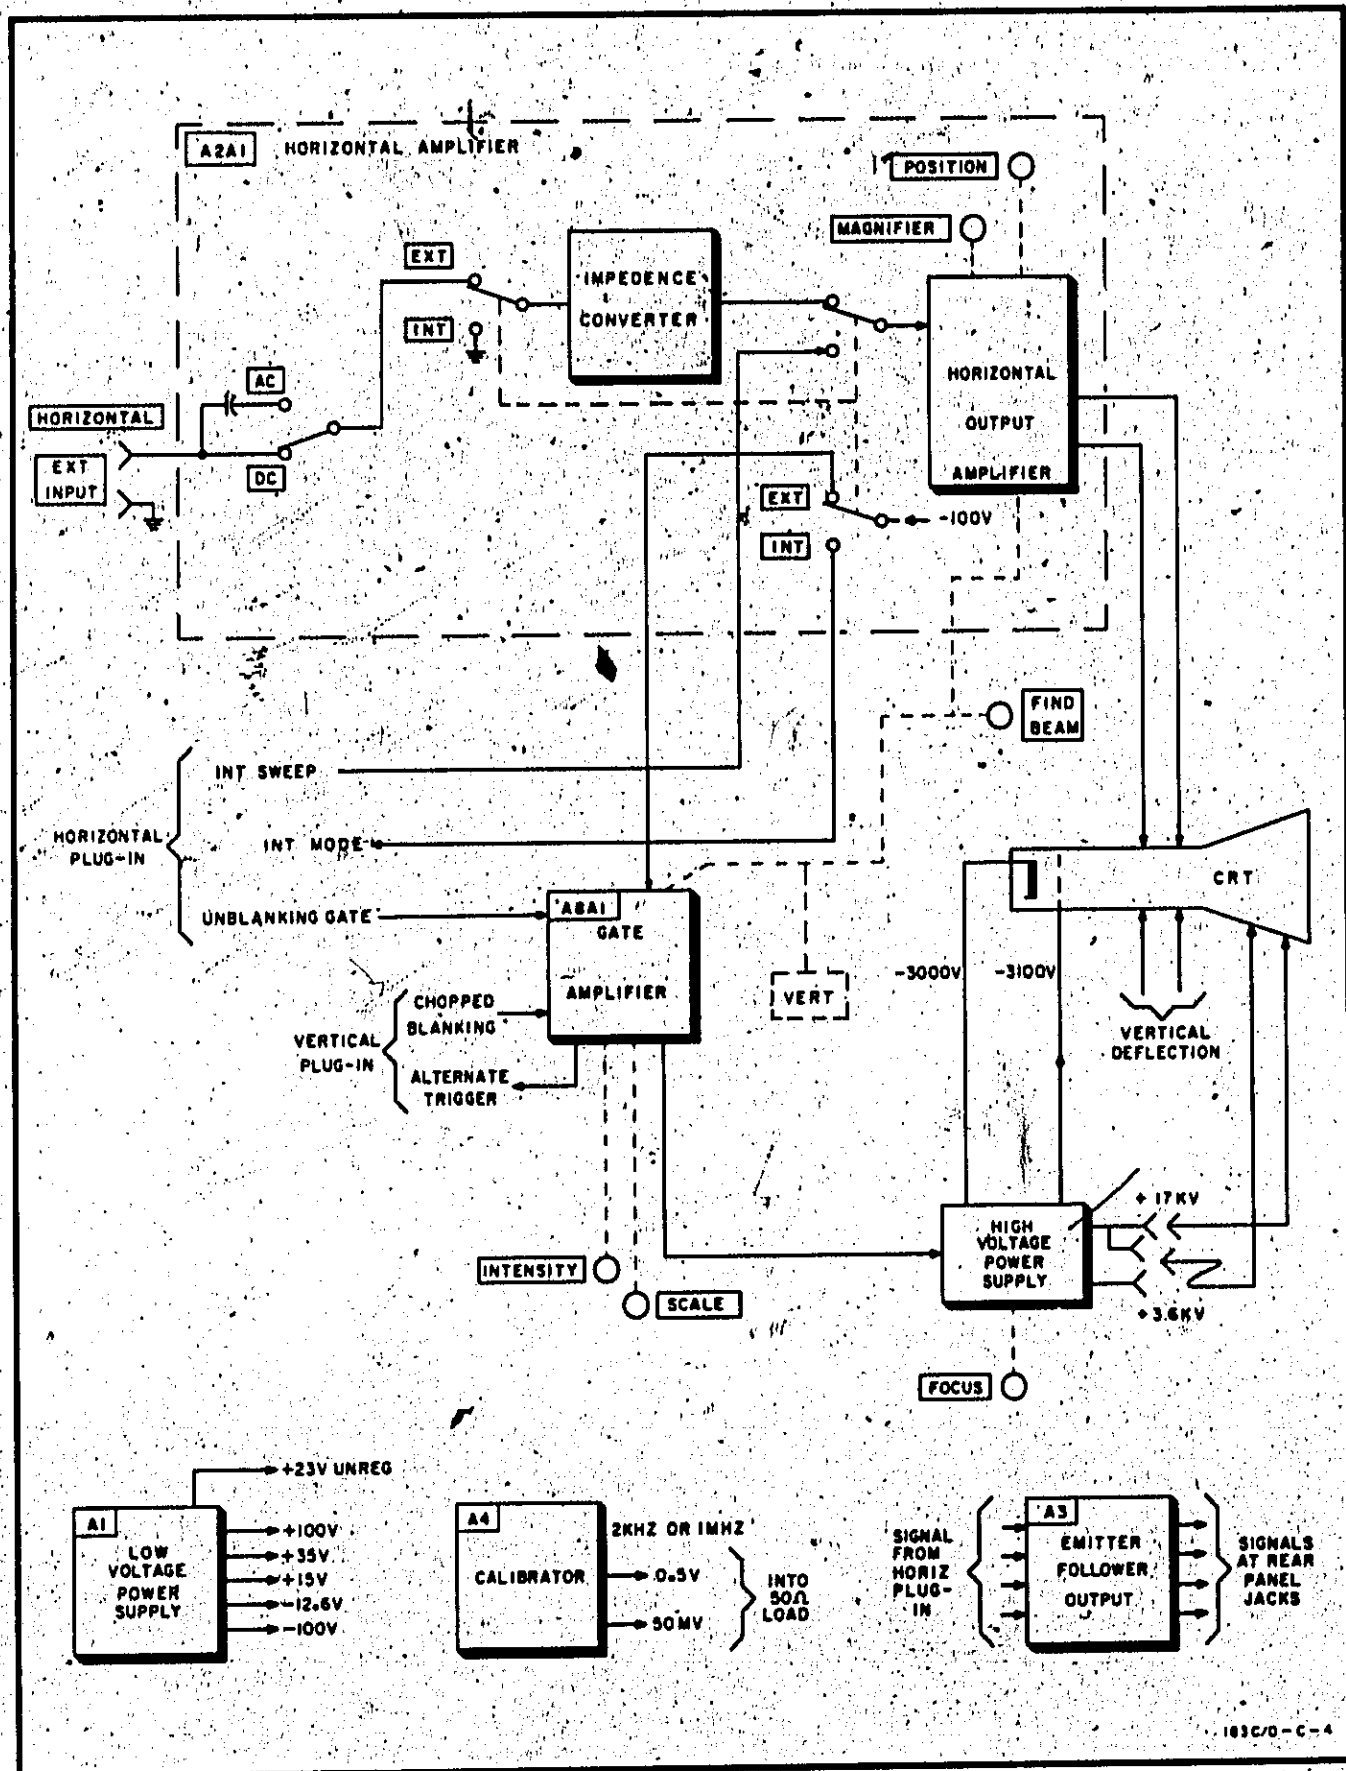 A2A1
HORIZONTAL AMPLIFIER
POSITION
MAGNIFIER
EXT
IMPEDENCE
CONVERTER
INT
HORIZONTAL
OUTPUT
AMPLIFIER
AC
HORIZONTAL
EXT
INPUT
DC
EXT
-100V
INT
FIND
BEAM
INT SWEEP
HORIZONTAL
PLUG-IN
INT MODE
UNBLANKING GATE
A8A1
GATE
AMPLIFIER
CRT
-3000V
-3100V
VERT
CHOPPED
BLANKING
VERTICAL
PLUG-IN
ALTERNATE
TRIGGER
VERTICAL
DEFLECTION
+17KV
HIGH
VOLTAGE
POWER
SUPPLY
INTENSITY
SCALE
+3.6KV
FOCUS
+23V UNREG
A1
LOW
VOLTAGE
POWER
SUPPLY
+100V
+35V
+15V
-12.6V
-100V
A4
CALIBRATOR
2KHZ OR 1MHZ
0.5V
50MV
INTO
50Ω
LOAD
SIGNAL
FROM
HORIZ
PLUG-
IN
A3
EMITTER
FOLLOWER
OUTPUT
SIGNALS
AT REAR
PANEL
JACKS
183C/D-C-4